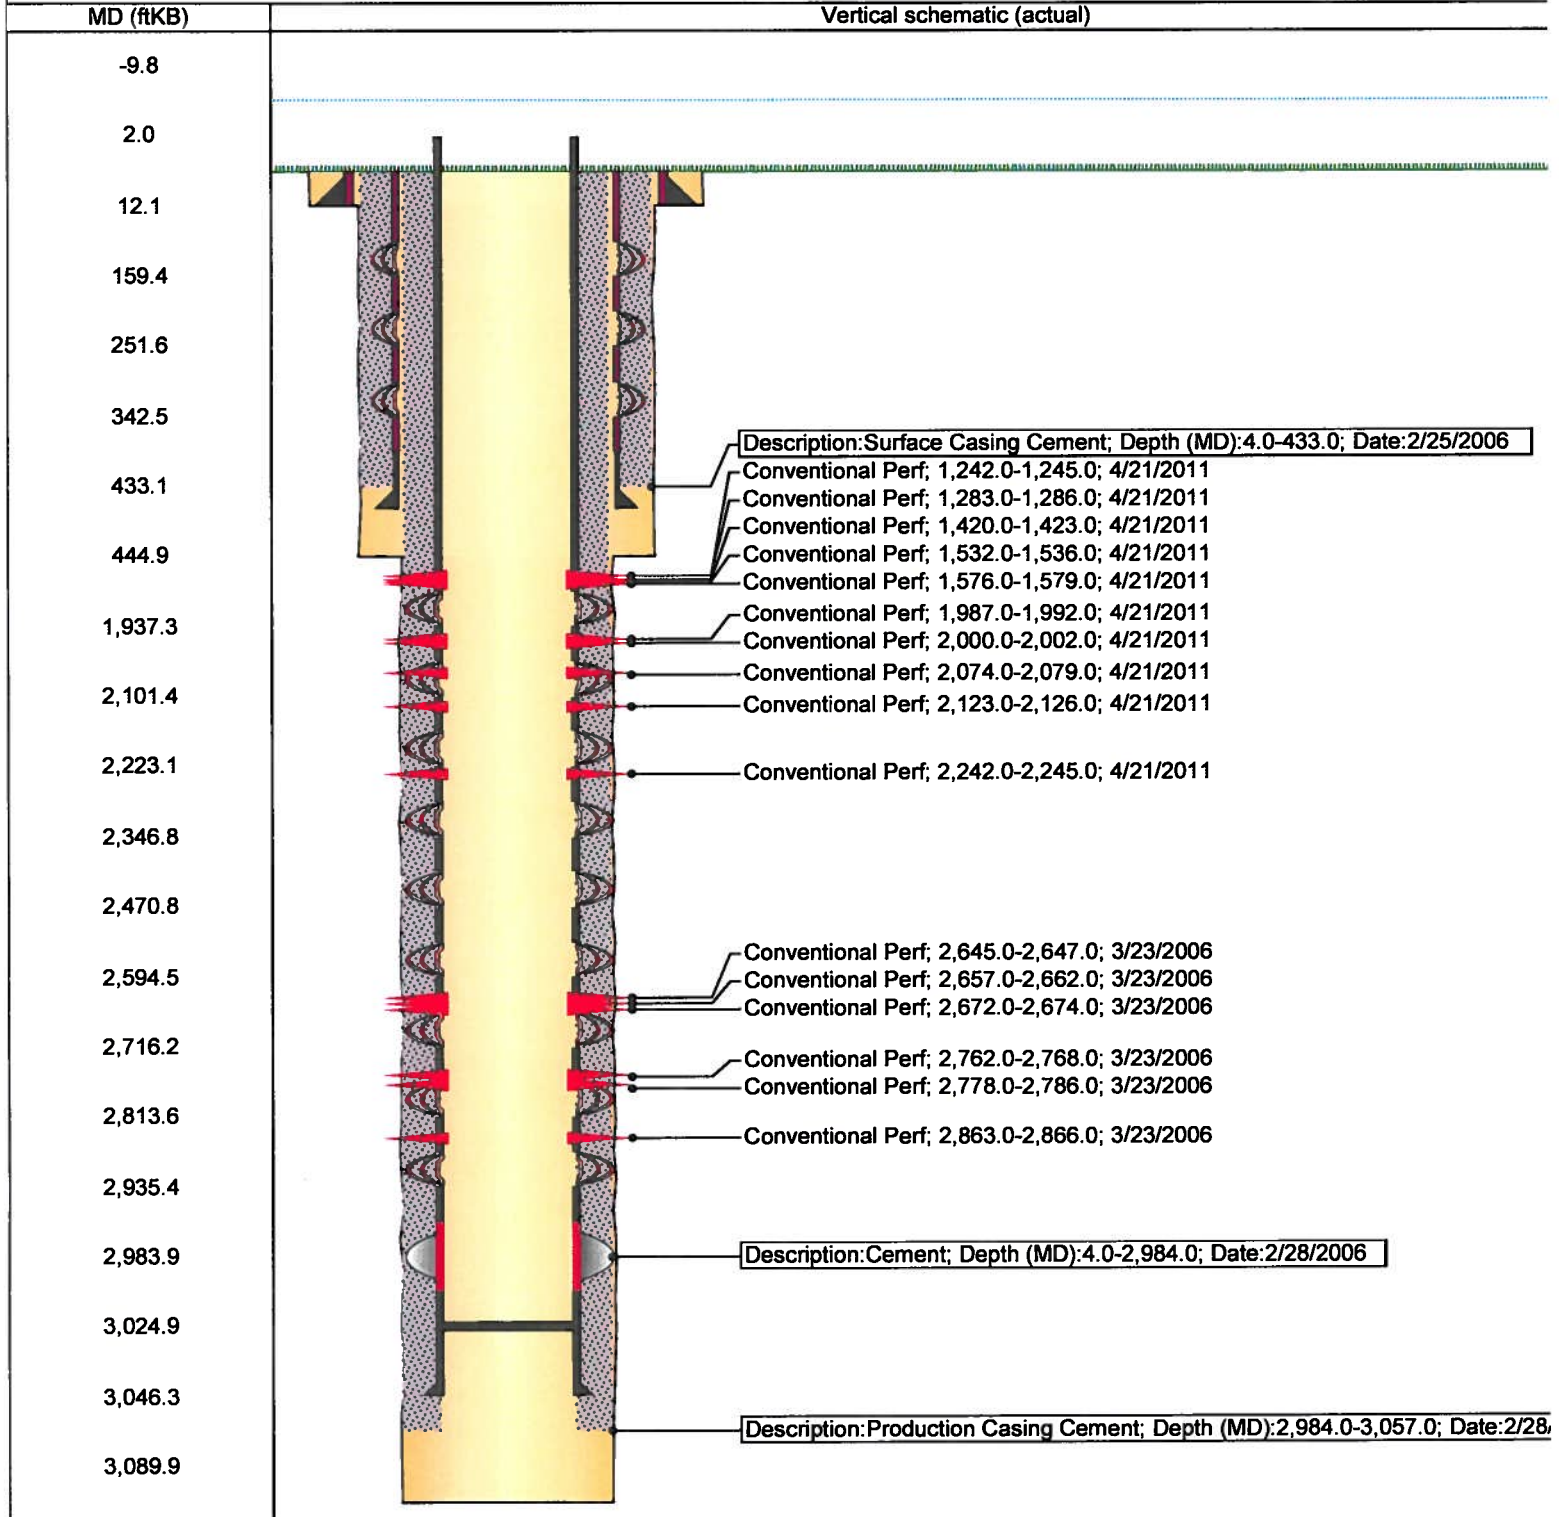 MD (ftKB)
Vertical schematic (actual)
-9.8
2.0
12.1
159.4
251.6
342.5
Description:Surface Casing Cement; Depth (MD):4.0-433.0; Date:2/25/2006
Conventional Perf; 1,242.0-1,245.0; 4/21/2011
433.1
Conventional Perf; 1,283.0-1,286.0; 4/21/2011
Conventional Perf; 1,420.0-1,423.0; 4/21/2011
444.9
Conventional Perf; 1,532.0-1,536.0; 4/21/2011
Conventional Perf; 1,576.0-1,579.0; 4/21/2011
Conventional Perf; 1,987.0-1,992.0; 4/21/2011
1,937.3
Conventional Perf; 2,000.0-2,002.0; 4/21/2011
Conventional Perf; 2,074.0-2,079.0; 4/21/2011
2,101.4
Conventional Perf; 2,123.0-2,126.0; 4/21/2011
2,223.1
Conventional Perf; 2,242.0-2,245.0; 4/21/2011
2,346.8
2,470.8
Conventional Perf; 2,645.0-2,647.0; 3/23/2006
2,594.5
Conventional Perf; 2,657.0-2,662.0; 3/23/2006
Conventional Perf; 2,672.0-2,674.0; 3/23/2006
2,716.2
Conventional Perf; 2,762.0-2,768.0; 3/23/2006
Conventional Perf; 2,778.0-2,786.0; 3/23/2006
2,813.6
Conventional Perf; 2,863.0-2,866.0; 3/23/2006
2,935.4
2,983.9
Description:Cement; Depth (MD):4.0-2,984.0; Date:2/28/2006
3,024.9
3,046.3
Description:Production Casing Cement; Depth (MD):2,984.0-3,057.0; Date:2/28/
3,089.9